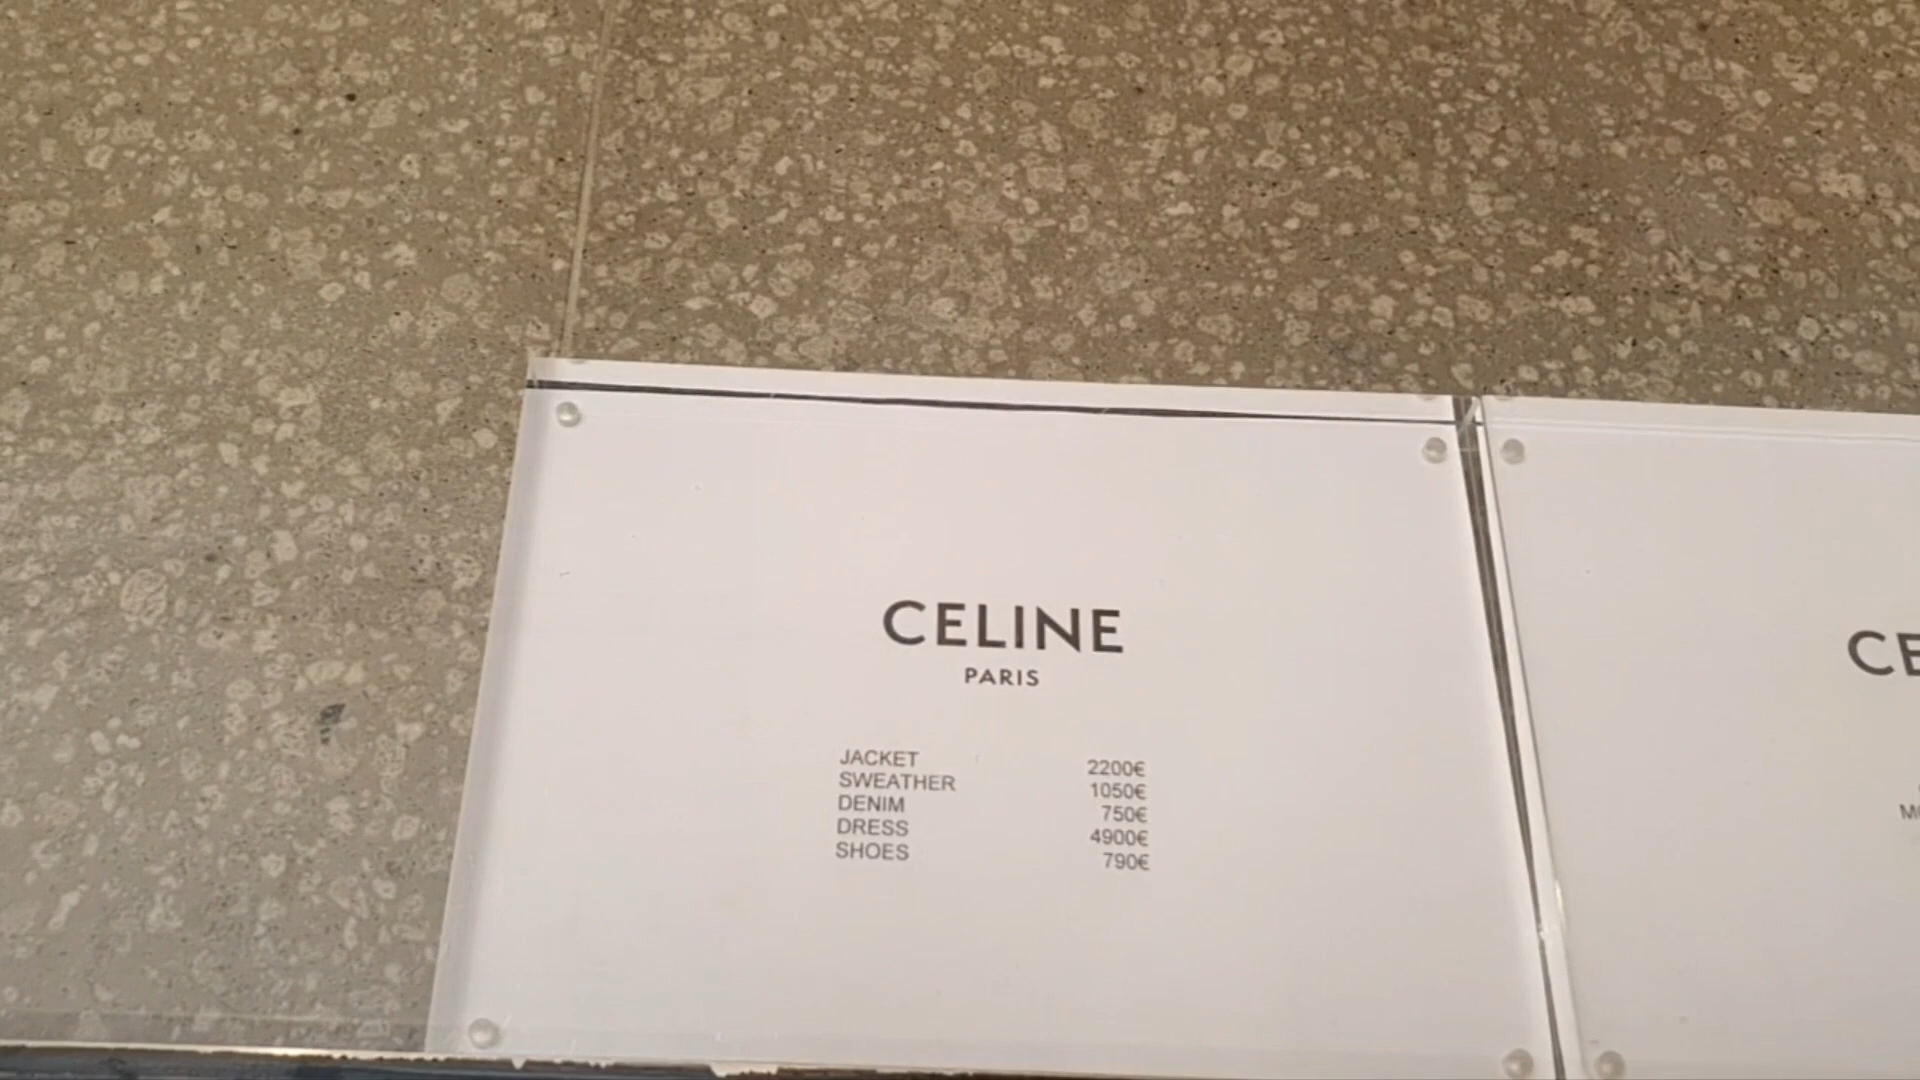 CELINE
PARIS
JACKET 2200€
SWEATHER 1050€
DENIM 750€
DRESS 4900€
SHOES 790€